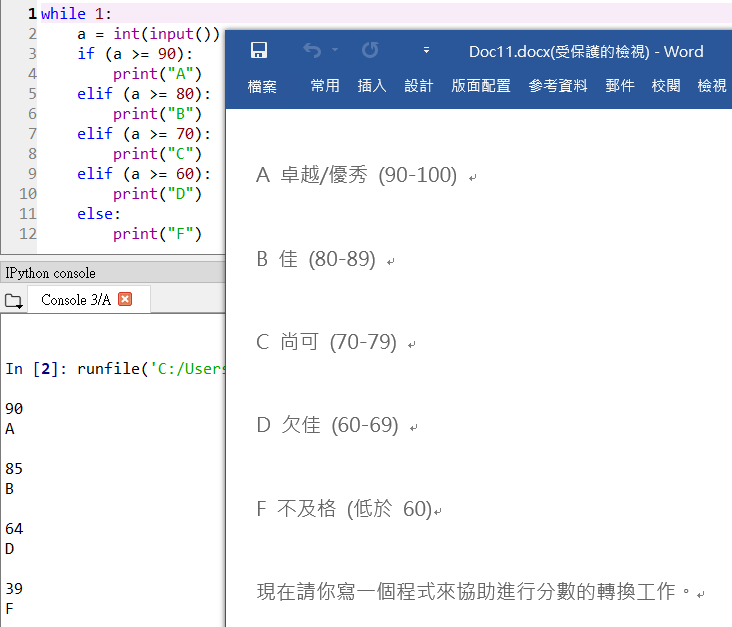 1 while 1:
2 a = int(input())
3 if (a >= 90):
4 print("A")
5 elif (a >= 80):
6 print("B")
7 elif (a >= 70):
8 print("C")
9 elif (a >= 60):
10 print("D")
11 else:
12 print("F")
IPython console
Console 3/A
In [2]: runfile('C:/Users
90
A
85
B
64
D
39
F
Doc11.docx(受保護的檢視) - Word
檔案 常用 插入 設計 版面配置 參考資料 郵件 校閱 檢視
A 卓越/優秀 (90-100)
B 佳 (80-89)
C 尚可 (70-79)
D 欠佳 (60-69)
F 不及格 (低於 60)
現在請你寫一個程式來協助進行分數的轉換工作。